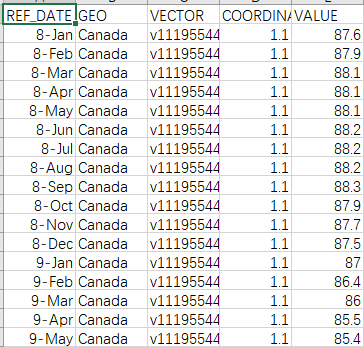 REF_DATE GEO VECTOR COORDINA VALUE
8-Jan Canada v11195544 1.1 87.6
8-Feb Canada v11195544 1.1 87.9
8-Mar Canada v11195544 1.1 88.1
8-Apr Canada v11195544 1.1 88.1
8-May Canada v11195544 1.1 88.1
8-Jun Canada v11195544 1.1 88.2
8-Jul Canada v11195544 1.1 88.2
8-Aug Canada v11195544 1.1 88.2
8-Sep Canada v11195544 1.1 88.3
8-Oct Canada v11195544 1.1 87.9
8-Nov Canada v11195544 1.1 87.7
8-Dec Canada v11195544 1.1 87.5
9-Jan Canada v11195544 1.1 87
9-Feb Canada v11195544 1.1 86.4
9-Mar Canada v11195544 1.1 86
9-Apr Canada v11195544 1.1 85.5
9-May Canada v11195544 1.1 85.4